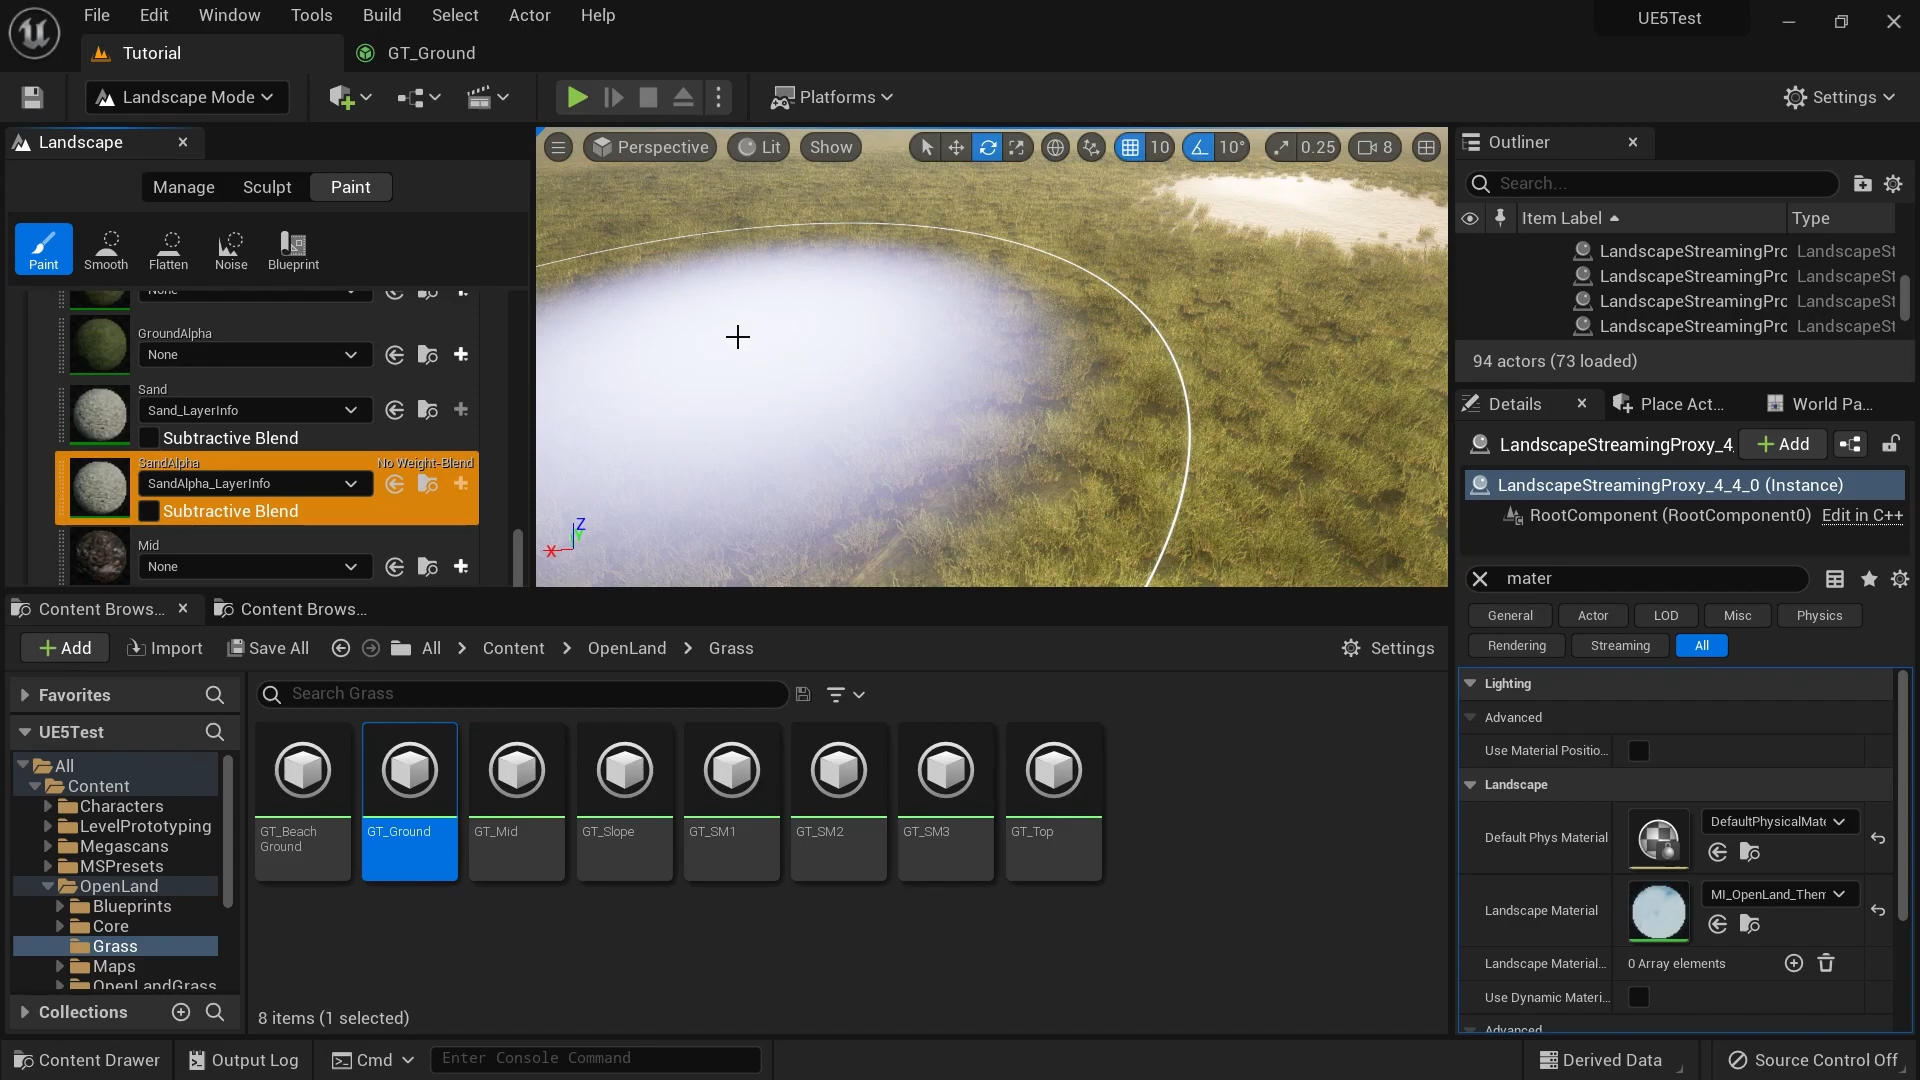 File Edit Window Tools Build Select Actor Help
UE5Test
Tutorial
GT_Ground
Landscape Mode
Platforms
Settings
Landscape
Manage Sculpt Paint
Paint Smooth Flatten Noise Blueprint
None
GroundAlpha
None
Sand
Sand_LayerInfo
Subtractive Blend
SandAlpha No Weight-Blend
SandAlpha_LayerInfo
Subtractive Blend
Mid
None
Perspective Lit Show 10 10° 0.25 8
Z
Y
X
Outliner
Search...
Item Label Type
LandscapeStreamingPro LandscapeSt
LandscapeStreamingPro LandscapeSt
LandscapeStreamingPro LandscapeSt
LandscapeStreamingPro LandscapeSt
94 actors (73 loaded)
Details Place Act... World Pa...
LandscapeStreamingProxy_4_ Add
LandscapeStreamingProxy_4_4_0 (Instance)
RootComponent (RootComponent0) Edit in C++
mater
General Actor LOD Misc Physics
Rendering Streaming All
Lighting
Advanced
Use Material Positio...
Landscape
Default Phys Material DefaultPhysicalMate
Landscape Material MI_OpenLand_Them
Landscape Material... 0 Array elements
Use Dynamic Materi...
Advanced
Content Brows... Content Brows...
Add Import Save All All Content OpenLand Grass Settings
Favorites
UE5Test
All
Content
Characters
LevelPrototyping
Megascans
MSPresets
OpenLand
Blueprints
Core
Grass
Maps
OpenLandGrass
Collections
Search Grass
GT_Beach
Ground
GT_Ground
GT_Mid
GT_Slope
GT_SM1
GT_SM2
GT_SM3
GT_Top
8 items (1 selected)
Content Drawer Output Log Cmd Enter Console Command Derived Data Source Control Off